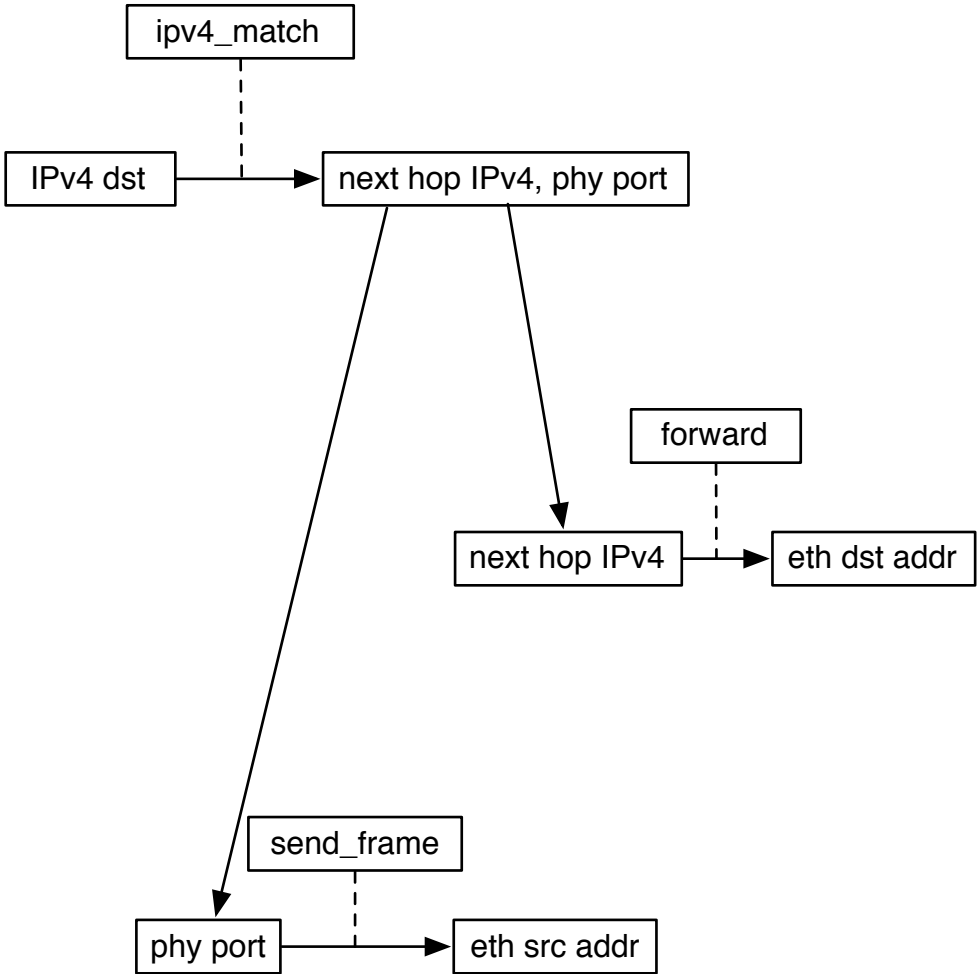 ipv4_match
IPv4 dst
next hop IPv4, phy port
forward
next hop IPv4
eth dst addr
send_frame
phy port
eth src addr